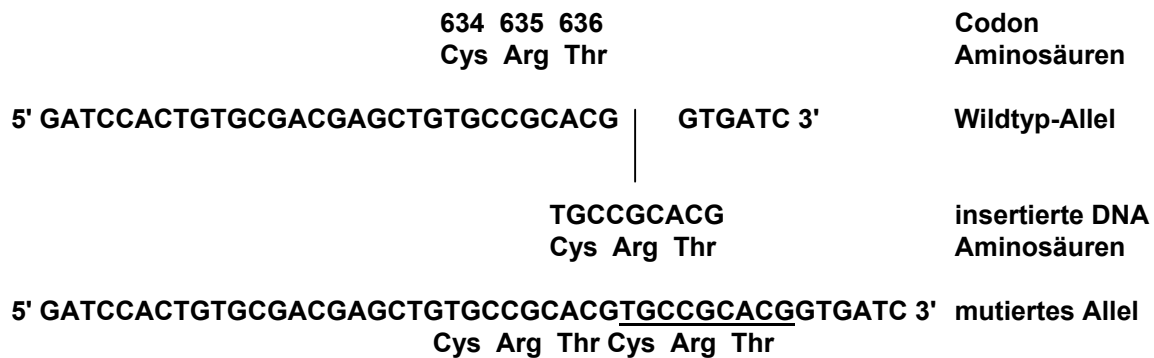 634 635 636 Codon
Cys Arg Thr Aminosäuren
5' GATCCACTGTGCGACGAGCTGTGCCGCACG GTGATC 3' Wildtyp-Allel
TGCCGCACG insertierte DNA
Cys Arg Thr Aminosäuren
5' GATCCACTGTGCGACGAGCTGTGCCGCACGTGCCGCACGGTGATC 3' mutiertes Allel
Cys Arg Thr Cys Arg Thr